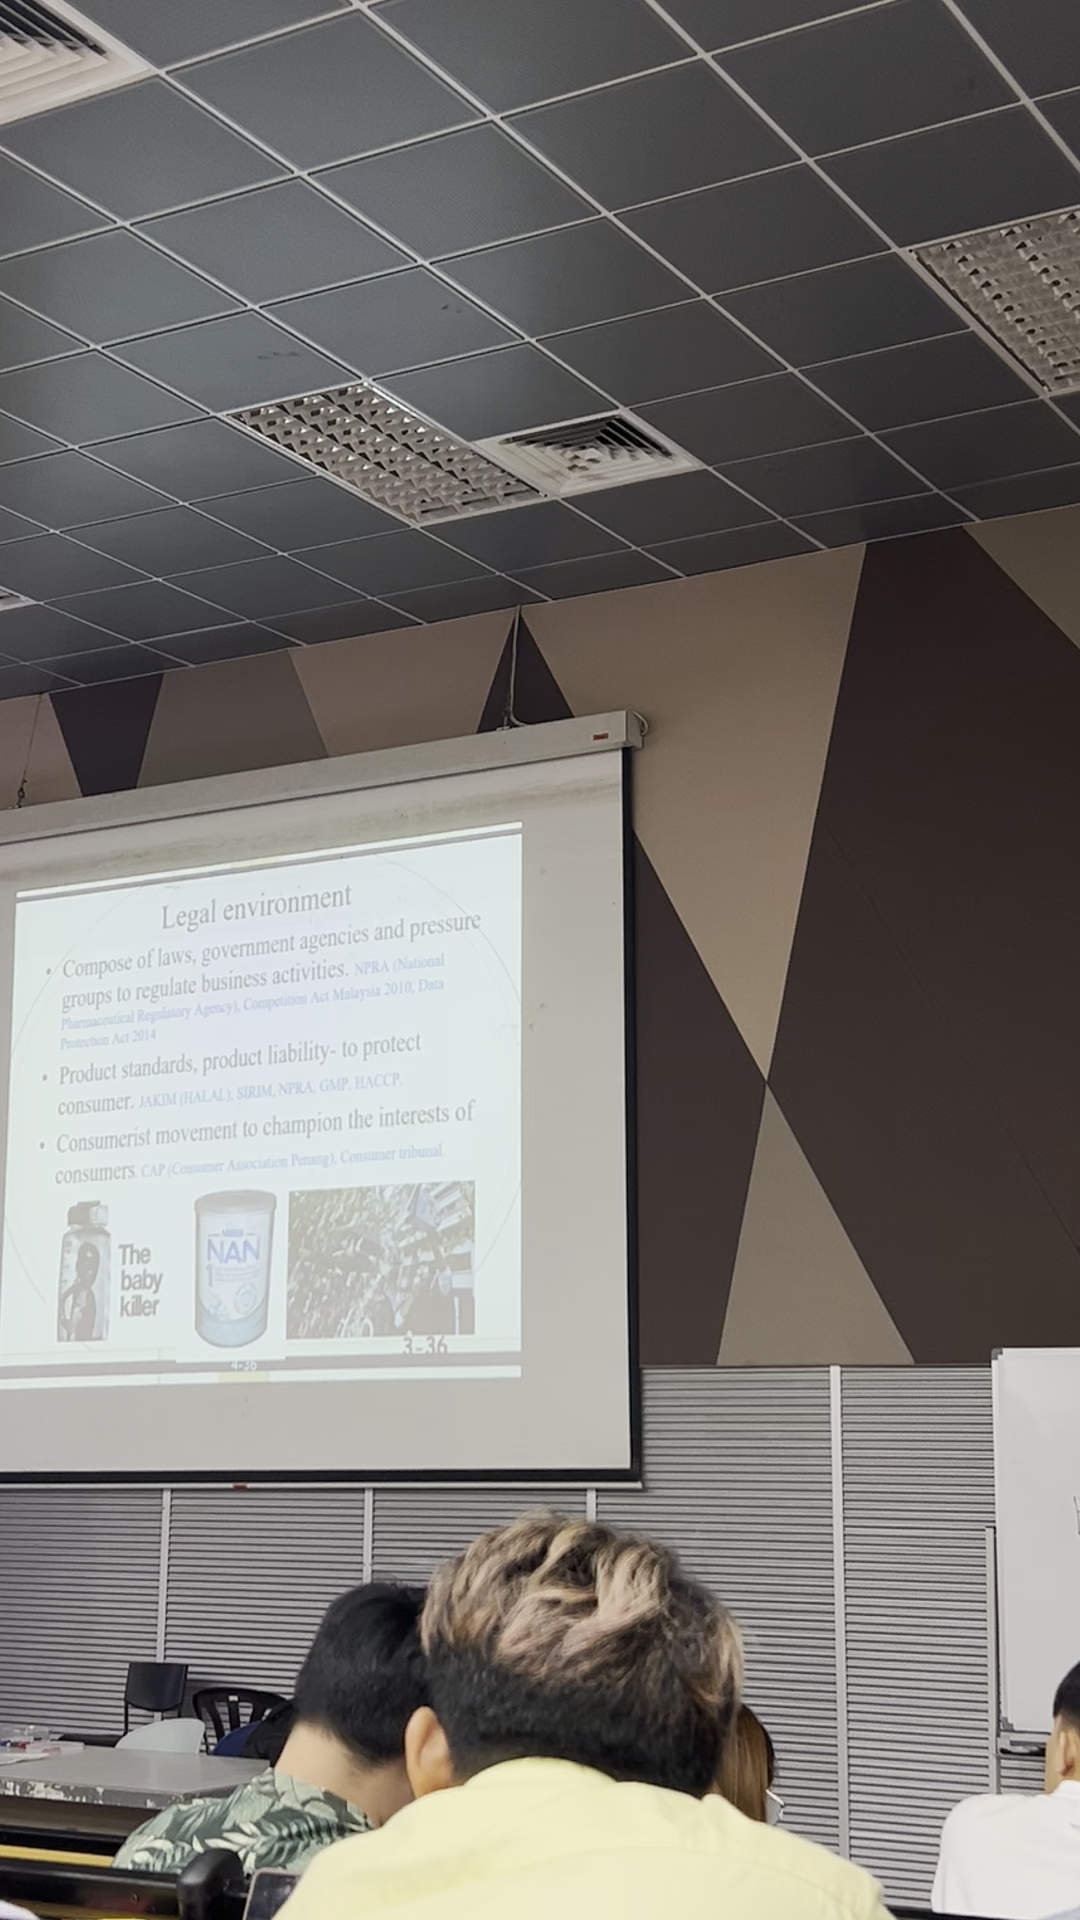 Legal environment
• Compose of laws, government agencies and pressure
groups to regulate business activities. NPRA (National
Pharmaceutical Regulatory Agency), Competition Act Malaysia 2010, Data
Protection Act 2014
• Product standards, product liability- to protect
consumer. JAKIM (HALAL), SIRIM, NPRA, GMP, HACCP.
• Consumerist movement to champion the interests of
consumers. CAP (Consumer Association Penang), Consumer tribunal
The
baby
killer
Nestlé
NAN
1
3-36
4-36